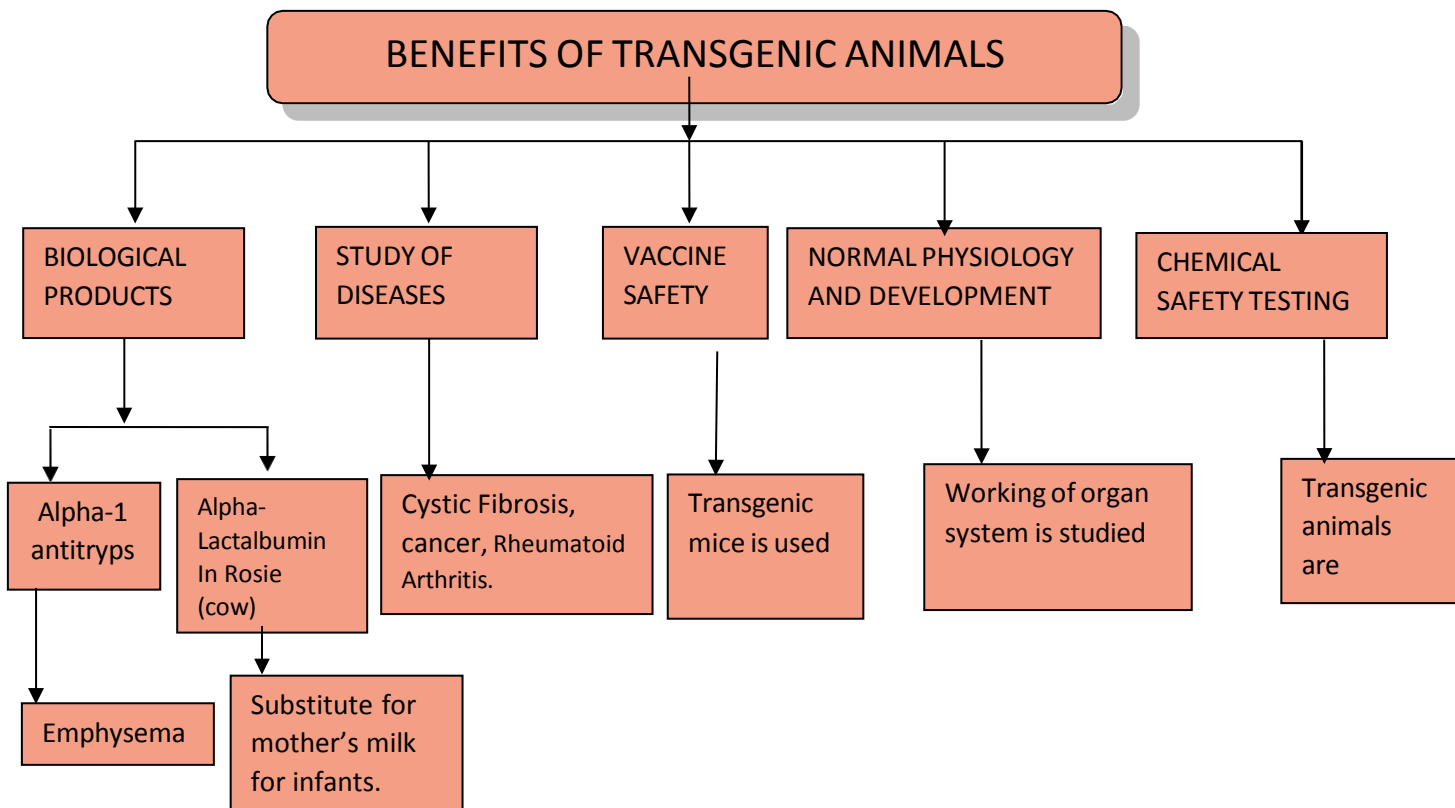 BENEFITS OF TRANSGENIC ANIMALS
BIOLOGICAL
PRODUCTS
STUDY OF
DISEASES
VACCINE
SAFETY
NORMAL PHYSIOLOGY
AND DEVELOPMENT
CHEMICAL
SAFETY TESTING
Alpha-1
antitryps
Alpha-
Lactalbumin
In Rosie
(cow)
Cystic Fibrosis,
cancer, Rheumatoid
Arthritis.
Transgenic
mice is used
Working of organ
system is studied
Transgenic
animals
are
Emphysema
Substitute for
mother’s milk
for infants.